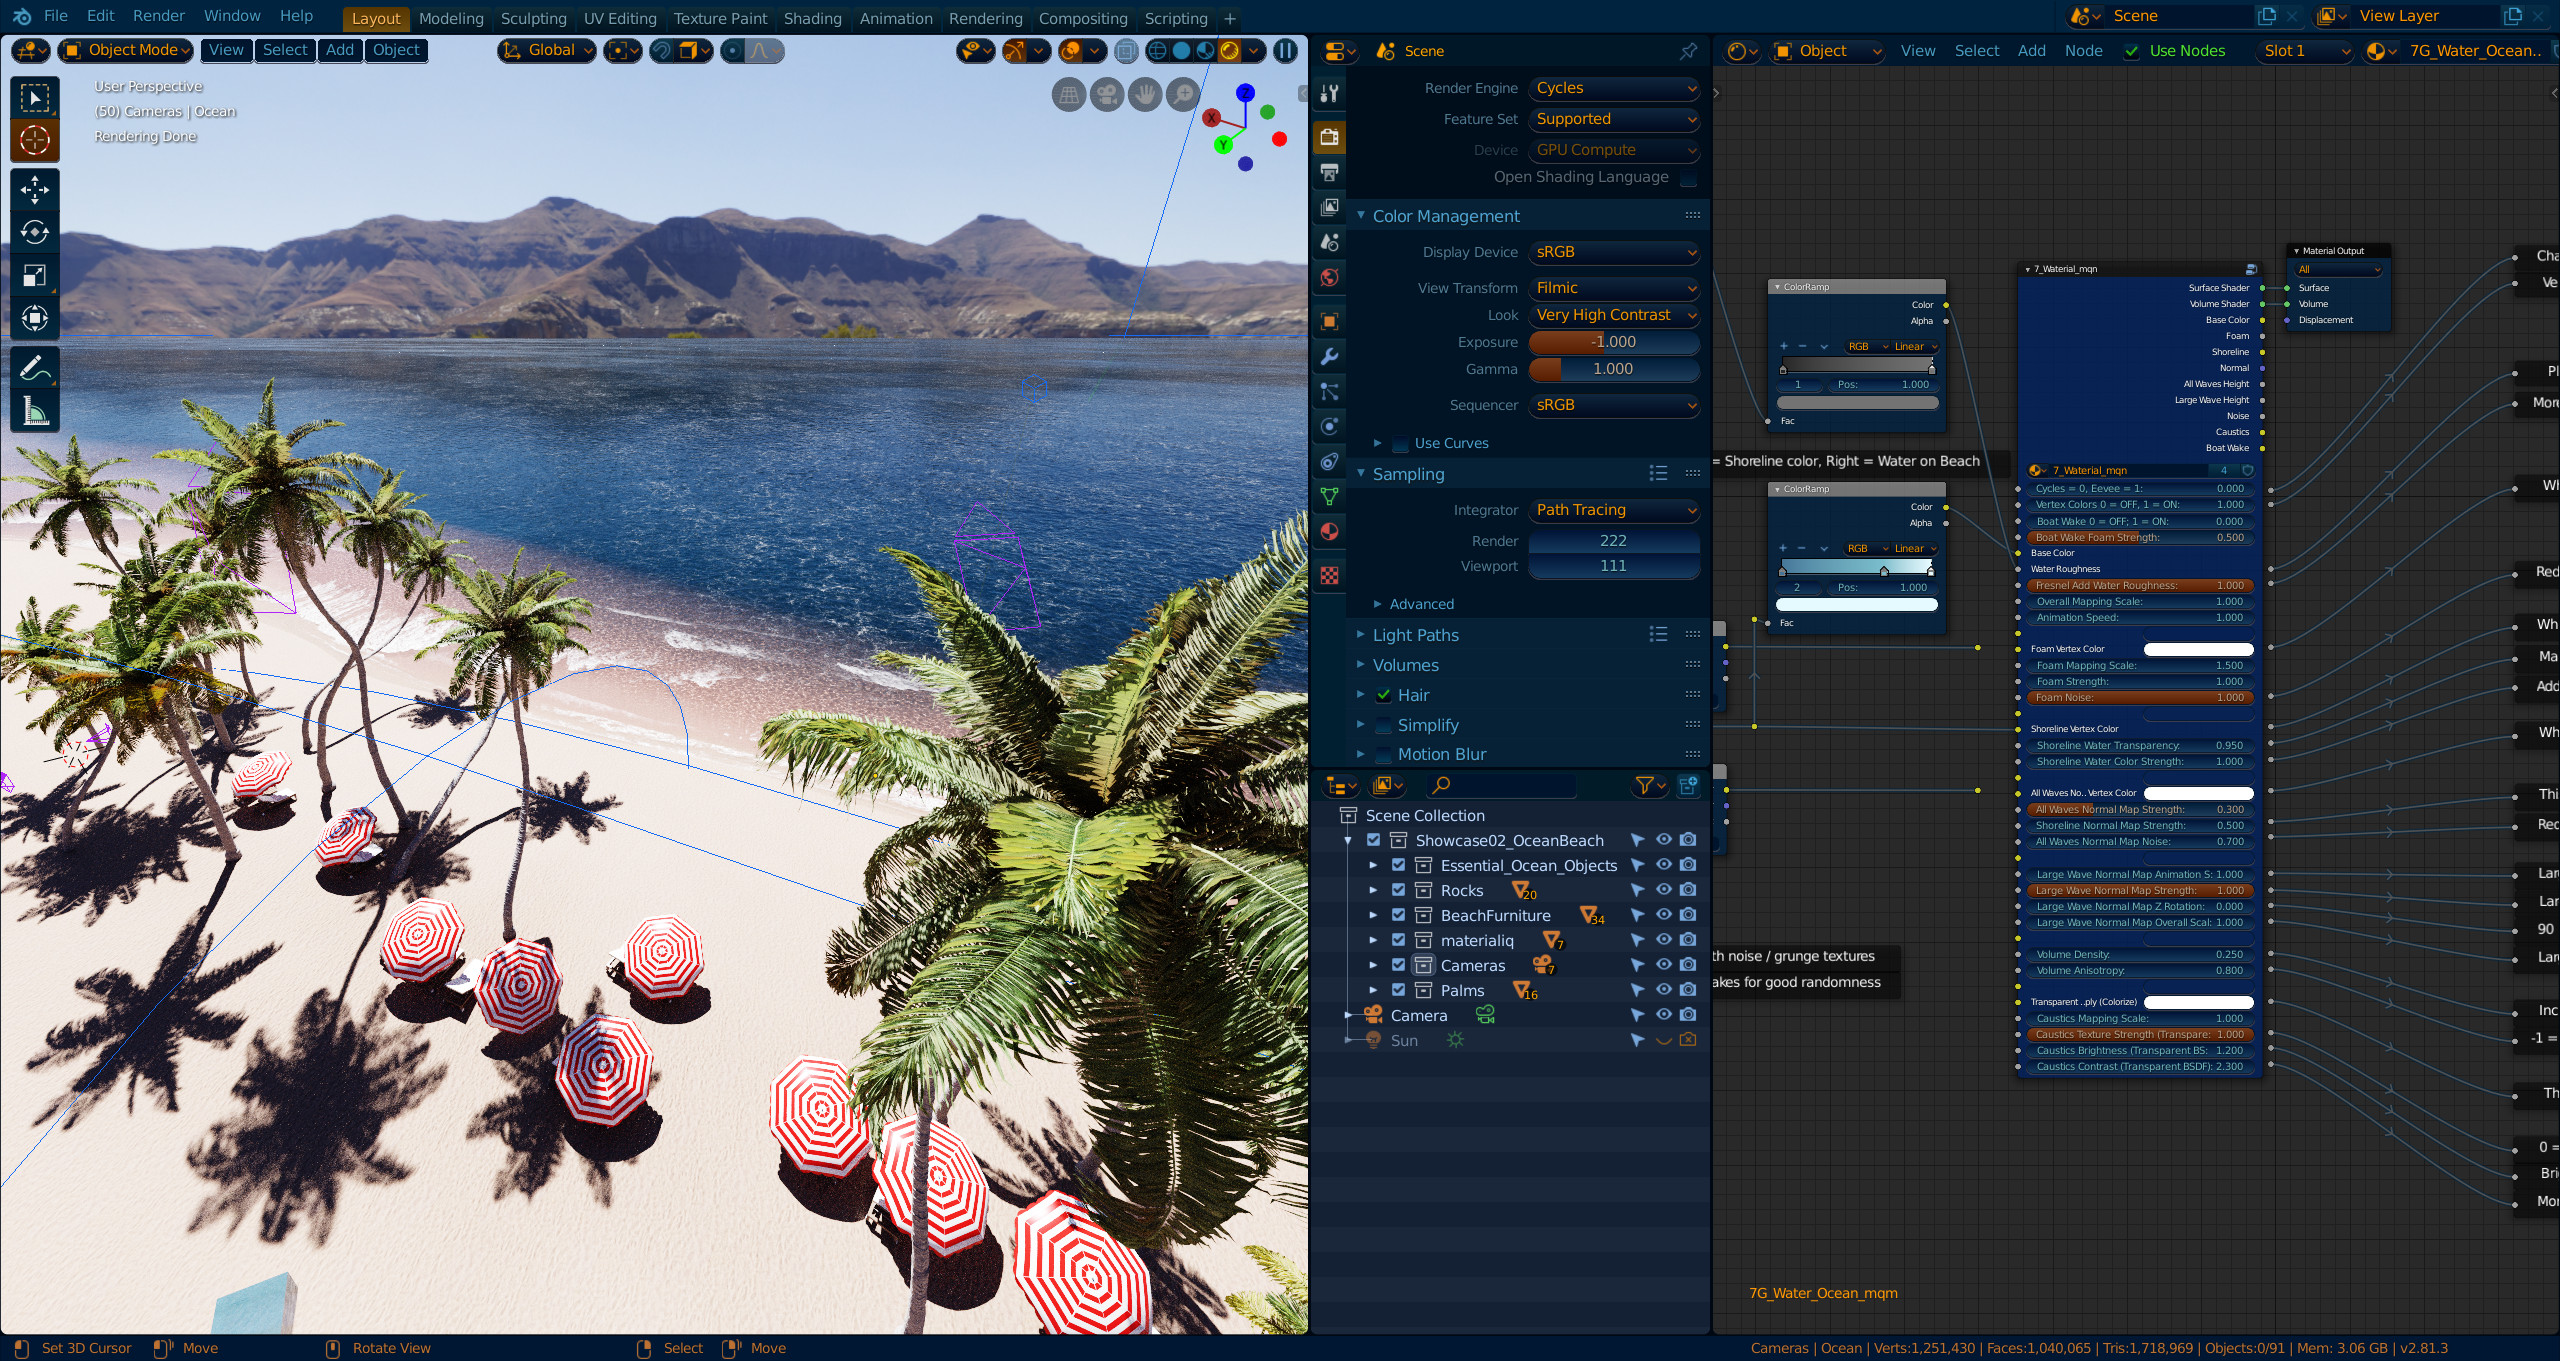 File Edit Render Window Help Layout Modeling Sculpting UV Editing Texture Paint Shading Animation Rendering Compositing Scripting + Scene View Layer
Object Mode View Select Add Object Global
User Perspective
(50) Cameras | Ocean
Rendering Done
Z
X
Y
Scene
Render Engine Cycles
Feature Set Supported
Device GPU Compute
Open Shading Language
Color Management
Display Device sRGB
View Transform Filmic
Look Very High Contrast
Exposure -1.000
Gamma 1.000
Sequencer sRGB
Use Curves
Sampling
Integrator Path Tracing
Render 222
Viewport 111
Advanced
Light Paths
Volumes
Hair
Simplify
Motion Blur
Scene Collection
Showcase02_OceanBeach
Essential_Ocean_Objects
Rocks 20
BeachFurniture 34
materialiq 7
Cameras 7
Palms 16
Camera
Sun
Object View Select Add Node Use Nodes Slot 1 7G_Water_Ocean..
ColorRamp
Color
Alpha
+ − RGB Linear
1 Pos: 1.000
Fac
= Shoreline color, Right = Water on Beach
ColorRamp
Color
Alpha
+ − RGB Linear
2 Pos: 1.000
Fac
th noise / grunge textures
akes for good randomness
7_Waterial_mqn
Surface Shader
Volume Shader
Base Color
Foam
Shoreline
Normal
All Waves Height
Large Wave Height
Noise
Caustics
Boat Wake
7_Waterial_mqn 4
Cycles = 0, Eevee = 1: 0.000
Vertex Colors 0 = OFF, 1 = ON: 1.000
Boat Wake 0 = OFF; 1 = ON: 0.000
Boat Wake Foam Strength: 0.500
Base Color
Water Roughness
Fresnel Add Water Roughness: 1.000
Overall Mapping Scale: 1.000
Animation Speed: 1.000
Foam Vertex Color
Foam Mapping Scale: 1.500
Foam Strength: 1.000
Foam Noise: 1.000
Shoreline Vertex Color
Shoreline Water Transparency: 0.950
Shoreline Water Color Strength: 1.000
All Waves No.. Vertex Color
All Waves Normal Map Strength: 0.300
Shoreline Normal Map Strength: 0.500
All Waves Normal Map Noise: 0.700
Large Wave Normal Map Animation S: 1.000
Large Wave Normal Map Strength: 1.000
Large Wave Normal Map Z Rotation: 0.000
Large Wave Normal Map Overall Scal: 1.000
Volume Density: 0.250
Volume Anisotropy: 0.800
Transparent ..ply (Colorize)
Caustics Mapping Scale: 1.000
Caustics Texture Strength (Transpare: 1.000
Caustics Brightness (Transparent BS: 1.200
Caustics Contrast (Transparent BSDF): 2.300
Material Output
All
Surface
Volume
Displacement
Cha
Ve
Pl
More
Wh
Red
Wh
Ma
Add
Wh
Thi
Rec
Lar
Lar
90
Lar
Inc
-1 =
Th
0 =
Bri
Mor
7G_Water_Ocean_mqm
Set 3D Cursor Move Rotate View Select Move
Cameras | Ocean | Verts:1,251,430 | Faces:1,040,065 | Tris:1,718,969 | Objects:0/91 | Mem: 3.06 GB | v2.81.3